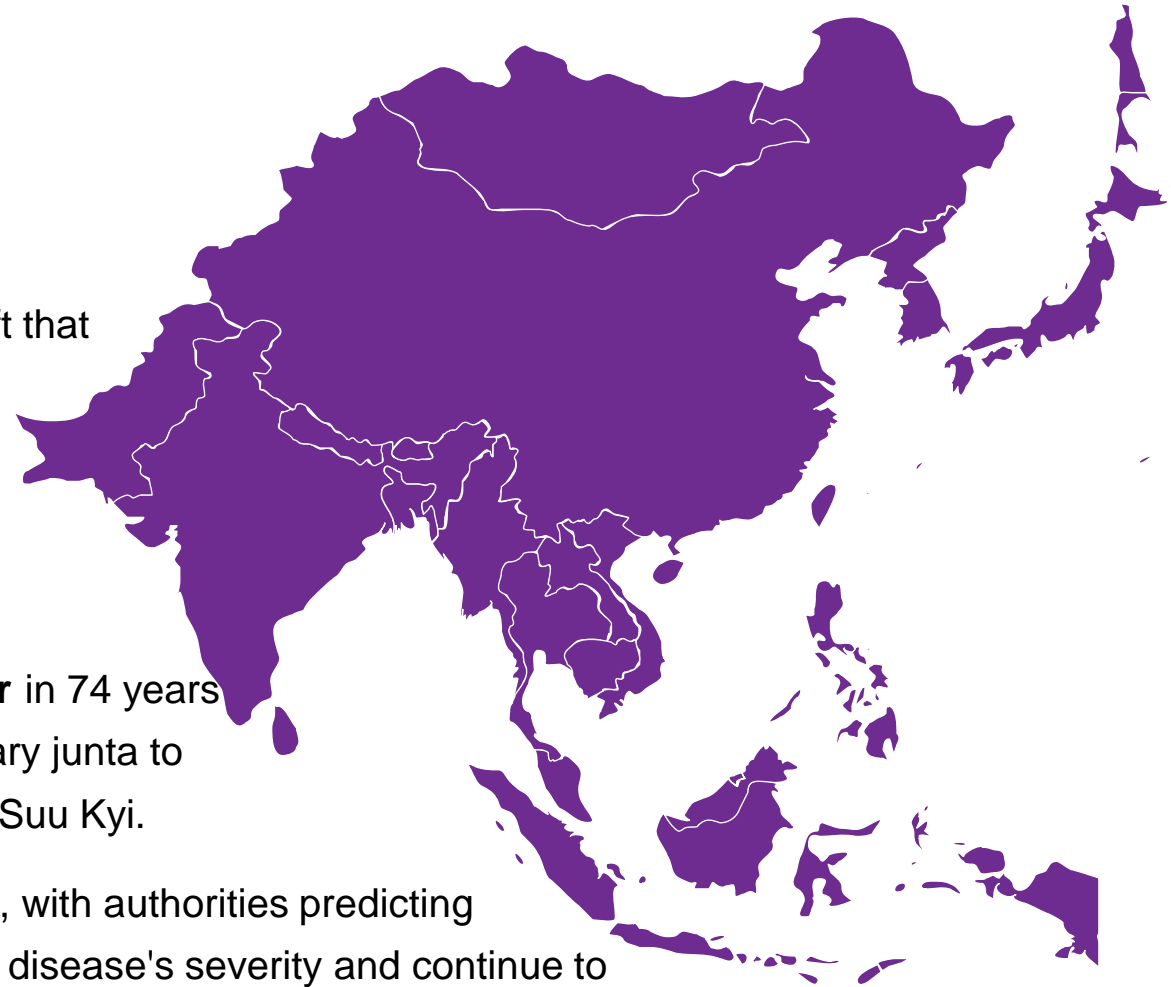 t that
r in 74 years
ary junta to
Suu Kyi.
, with authorities predicting
disease's severity and continue to